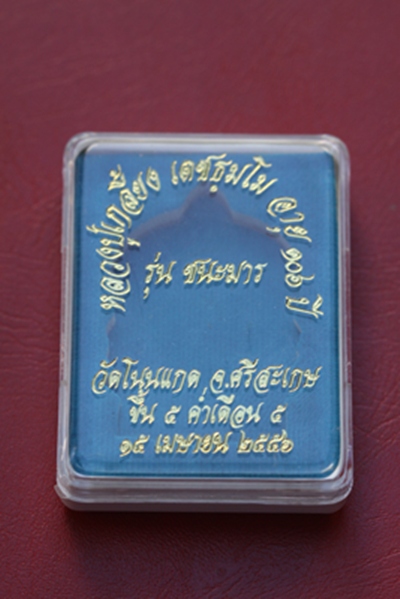 หลวงปู่เกลี้ยง เตชธมฺโม อายุ ๑๐๖ ปี
รุ่น ชนะมาร
วัดโนนแกด จ.ศรีสะเกษ
ขึ้น ๕ ค่ำเดือน ๕
๑๕ เมษายน ๒๕๕๖